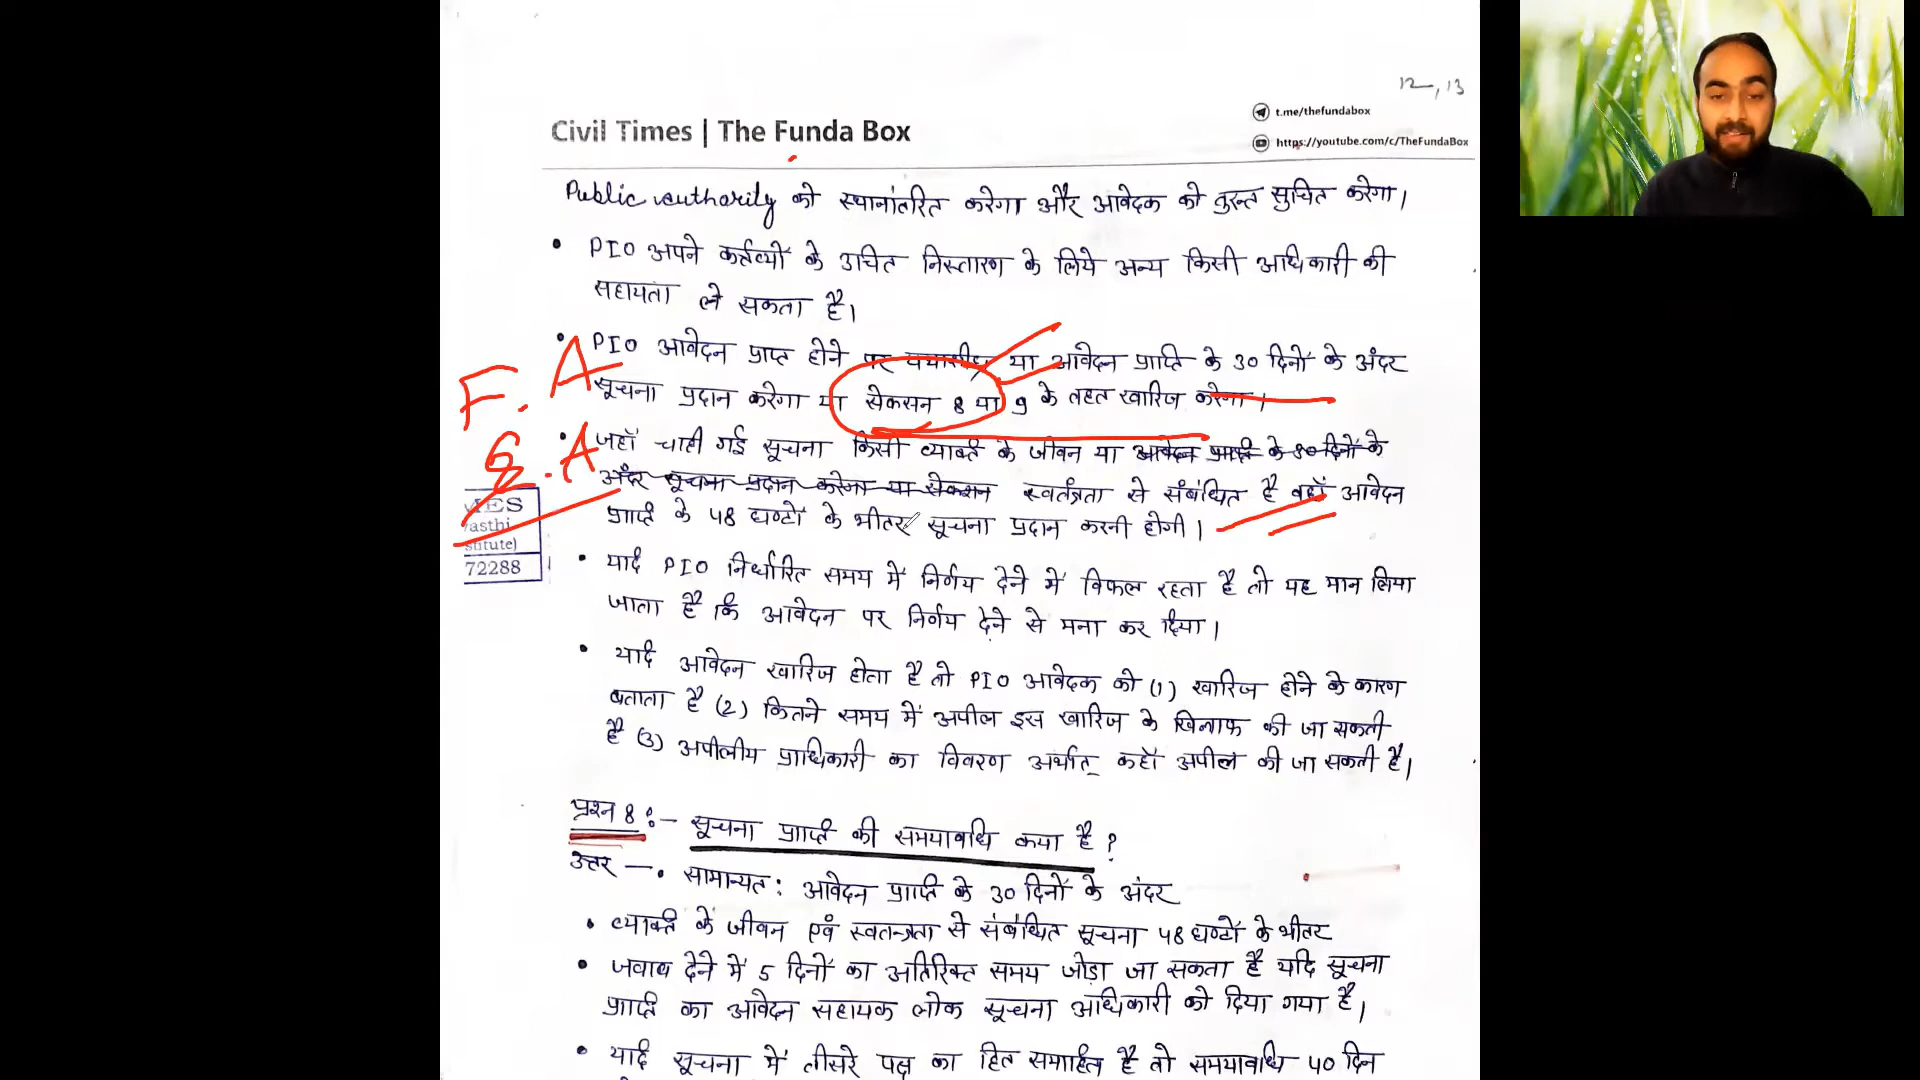 12, 13
Civil Times | The Funda Box
t.me/thefundabox
https://youtube.com/c/TheFundaBox
Public authority को स्थानांतरित करेगा और आवेदक को तुरन्त सुचित करेगा।
• PIO अपने कर्तव्यों के उचित निस्तारण के लिये अन्य किसी अधिकारी की
सहायता ले सकता है।
• PIO आवेदन प्राप्त होने पर यथाशीघ्र या आवेदन प्राप्ति के 30 दिनों के अंदर
सूचना प्रदान करेगा या सेक्सन 8 या 9 के तहत खारिज करेगा।
F. A
S. A
• जहाँ चाही गई सूचना किसी व्यक्ति के जीवन या आवेदन प्राप्ति के 30 दिनों के
अंदर सूचना प्रदान करेगा या सेक्शन स्वतंत्रता से संबंधित है वहाँ आवेदन
प्राप्ति के 48 घण्टों के भीतर सूचना प्रदान करनी होगी।
MES
asthi
stitute)
72288
• यदि PIO निर्धारित समय में निर्णय देने में विफल रहता है तो यह मान लिया
जाता है कि आवेदन पर निर्णय देने से मना कर दिया।
• यदि आवेदन खारिज होता है तो PIO आवेदक को (1) खारिज होने के कारण
बताता है (2) कितने समय में अपील इस खारिज के खिलाफ की जा सकती
है (3) अपीलीय प्राधिकारी का विवरण अर्थात् कहाँ अपील की जा सकती है।
प्रश्न 8 :- सूचना प्राप्ति की समयावधि क्या है ?
उत्तर —. सामान्यत: आवेदन प्राप्ति के 30 दिनों के अंदर
• व्यक्ति के जीवन एवं स्वतन्त्रता से संबंधित सूचना 48 घण्टों के भीतर
• जवाब देने में 5 दिनों का अतिरिक्त समय जोड़ा जा सकता है यदि सूचना
प्राप्ति का आवेदन सहायक लोक सूचना अधिकारी को दिया गया है।
• यदि सूचना में तीसरे पक्ष का हित समाहित है तो समयावधि 40 दिन